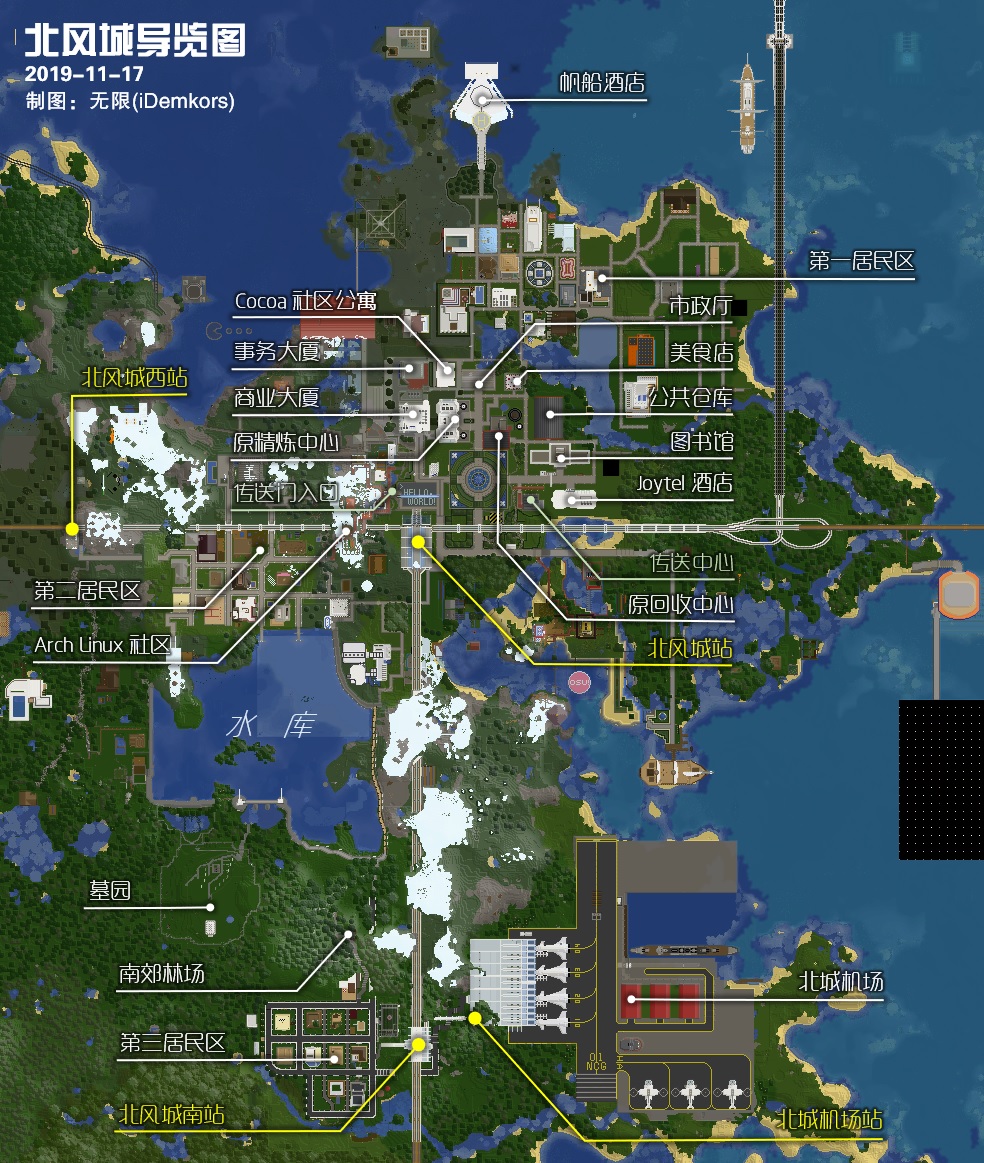 北风城导览图
2019-11-17
制图：无限(iDemkors)
帆船酒店
第一居民区
Cocoa 社区公寓
市政厅
事务大厦
美食店
北风城西站
商业大厦
公共仓库
原精炼中心
图书馆
传送门入口
Joytel 酒店
HELLO,
WORLD!
传送中心
第二居民区
原回收中心
Arch Linux 社区
北风城站
OSU
水 库
墓园
南郊林场
北城机场
第三居民区
01
NCG
北风城南站
北城机场站